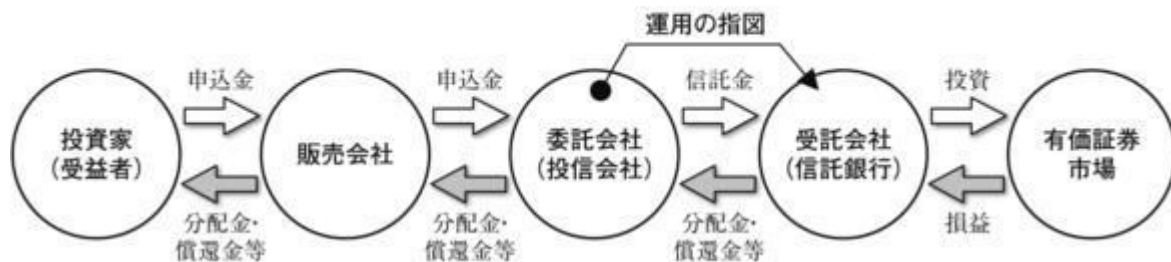 運用の指図
申込金
申込金
信託金
投資
投資家
（受益者）
販売会社
委託会社
（投信会社）
受託会社
（信託銀行）
有価証券
市場
分配金・
償還金等
分配金・
償還金等
分配金・
償還金等
損益